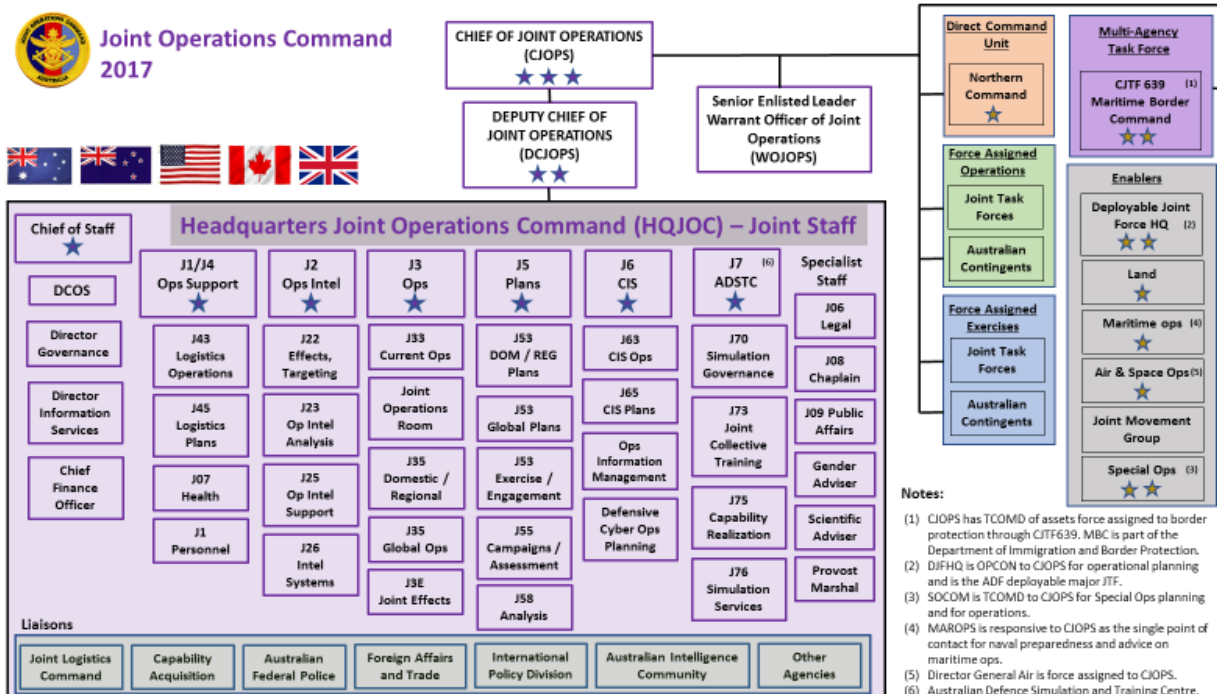 Joint Operations Command
2017
CHIEF OF JOINT OPERATIONS
(CJOPS)
DEPUTY CHIEF OF
JOINT OPERATIONS
(DCJOPS)
Senior Enlisted Leader
Warrant Officer of Joint
Operations
(WOJOPS)
Headquarters Joint Operations Command (HQJOC) – Joint Staff
Chief of Staff
DCOS
Director
Governance
Director
Information
Services
Chief
Finance
Officer
J1/J4
Ops Support
J43
Logistics
Operations
J45
Logistics
Plans
J07
Health
J1
Personnel
J2
Ops Intel
J22
Effects,
Targeting
J23
Op Intel
Analysis
J25
Op Intel
Support
J26
Intel
Systems
J3
Ops
J33
Current Ops
Joint
Operations
Room
J35
Domestic /
Regional
J35
Global Ops
J3E
Joint Effects
J5
Plans
J53
DOM / REG
Plans
J53
Global Plans
J53
Exercise /
Engagement
J55
Campaigns /
Assessment
J58
Analysis
J6
CIS
J63
CIS Ops
J65
CIS Plans
Ops
Information
Management
Defensive
Cyber Ops
Planning
J7 (6)
ADSTC
J70
Simulation
Governance
J73
Joint
Collective
Training
J75
Capability
Realization
J76
Simulation
Services
Specialist
Staff
J06
Legal
J08
Chaplain
J09 Public
Affairs
Gender
Adviser
Scientific
Adviser
Provost
Marshal
Liaisons
Joint Logistics
Command
Capability
Acquisition
Australian
Federal Police
Foreign Affairs
and Trade
International
Policy Division
Australian Intelligence
Community
Other
Agencies
Direct Command
Unit
Northern
Command
Force Assigned
Operations
Joint Task
Forces
Australian
Contingents
Force Assigned
Exercises
Joint Task
Forces
Australian
Contingents
Multi-Agency
Task Force
CJTF 639 (1)
Maritime Border
Command
Enablers
Deployable Joint
Force HQ (2)
Land
Maritime ops (4)
Air & Space Ops (5)
Joint Movement
Group
Special Ops (3)
Notes:
(1) CJOPS has TCOMD of assets force assigned to border
protection through CJTF639. MBC is part of the
Department of Immigration and Border Protection.
(2) DJFHQ is OPCON to CJOPS for operational planning
and is the ADF deployable major JTF.
(3) SOCOM is TCOMD to CJOPS for Special Ops planning
and for operations.
(4) MAROPS is responsive to CJOPS as the single point of
contact for naval preparedness and advice on
maritime ops.
(5) Director General Air is force assigned to CJOPS.
(6) Australian Defence Simulation and Training Centre.